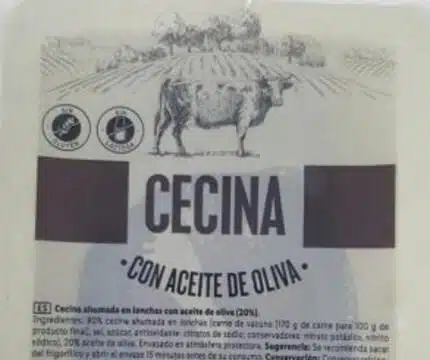 SIN
GLUTEN
SIN
LACTOSA
CECINA
• CON ACEITE DE OLIVA •
ES Cecina ahumada en lonchas con aceite de oliva (20%).
Ingredientes: 80% cecina ahumada en lonchas (carne de vacuno (170 g de carne para 100 g de
producto final), sal, azúcar, antioxidante: citratos de sodio; conservadores: nitrato potásico, nitrito
sódico), 20% aceite de oliva. Envasado en atmósfera protectora. Sugerencia: Se recomienda sacar
del frigorífico y abrir el envase 15 minutos antes de su consumo. Conservación: